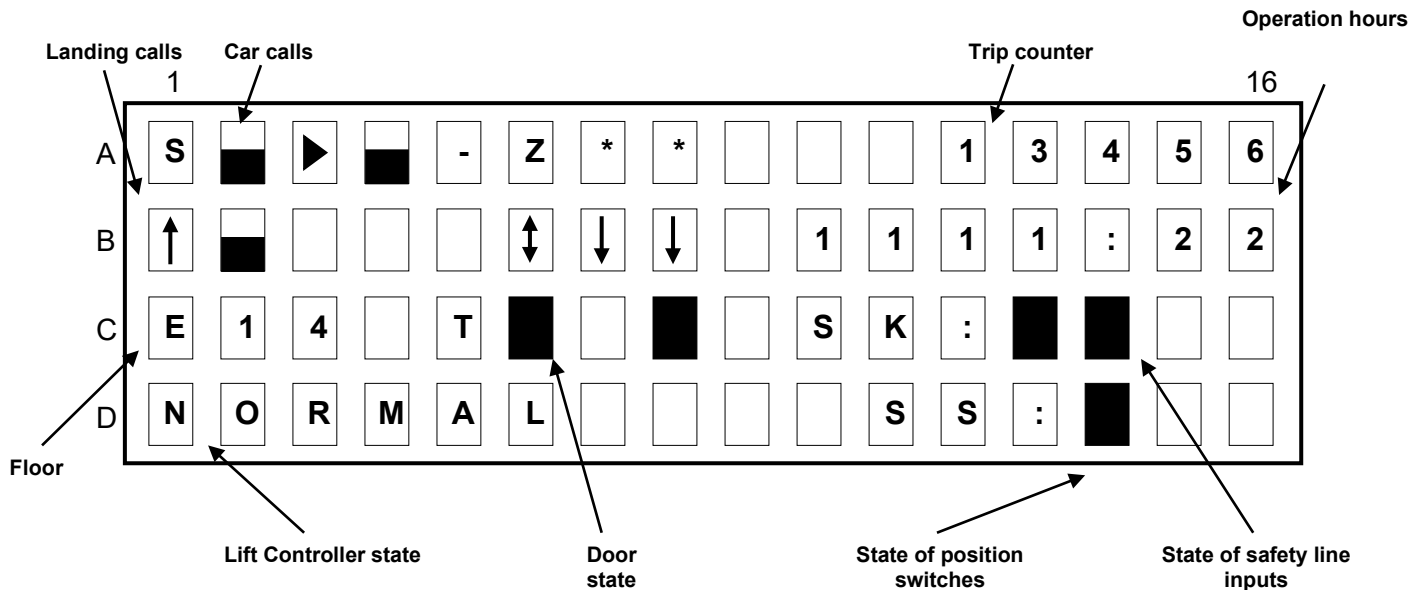 Operation hours
Landing calls Car calls Trip counter
1 16
A S ▶ - Z * * 1 3 4 5 6
B ↑ ↕ ↓ ↓ 1 1 1 1 : 2 2
C E 1 4 T S K :
D N O R M A L S S :
Floor
Lift Controller state Door state State of position switches State of safety line inputs